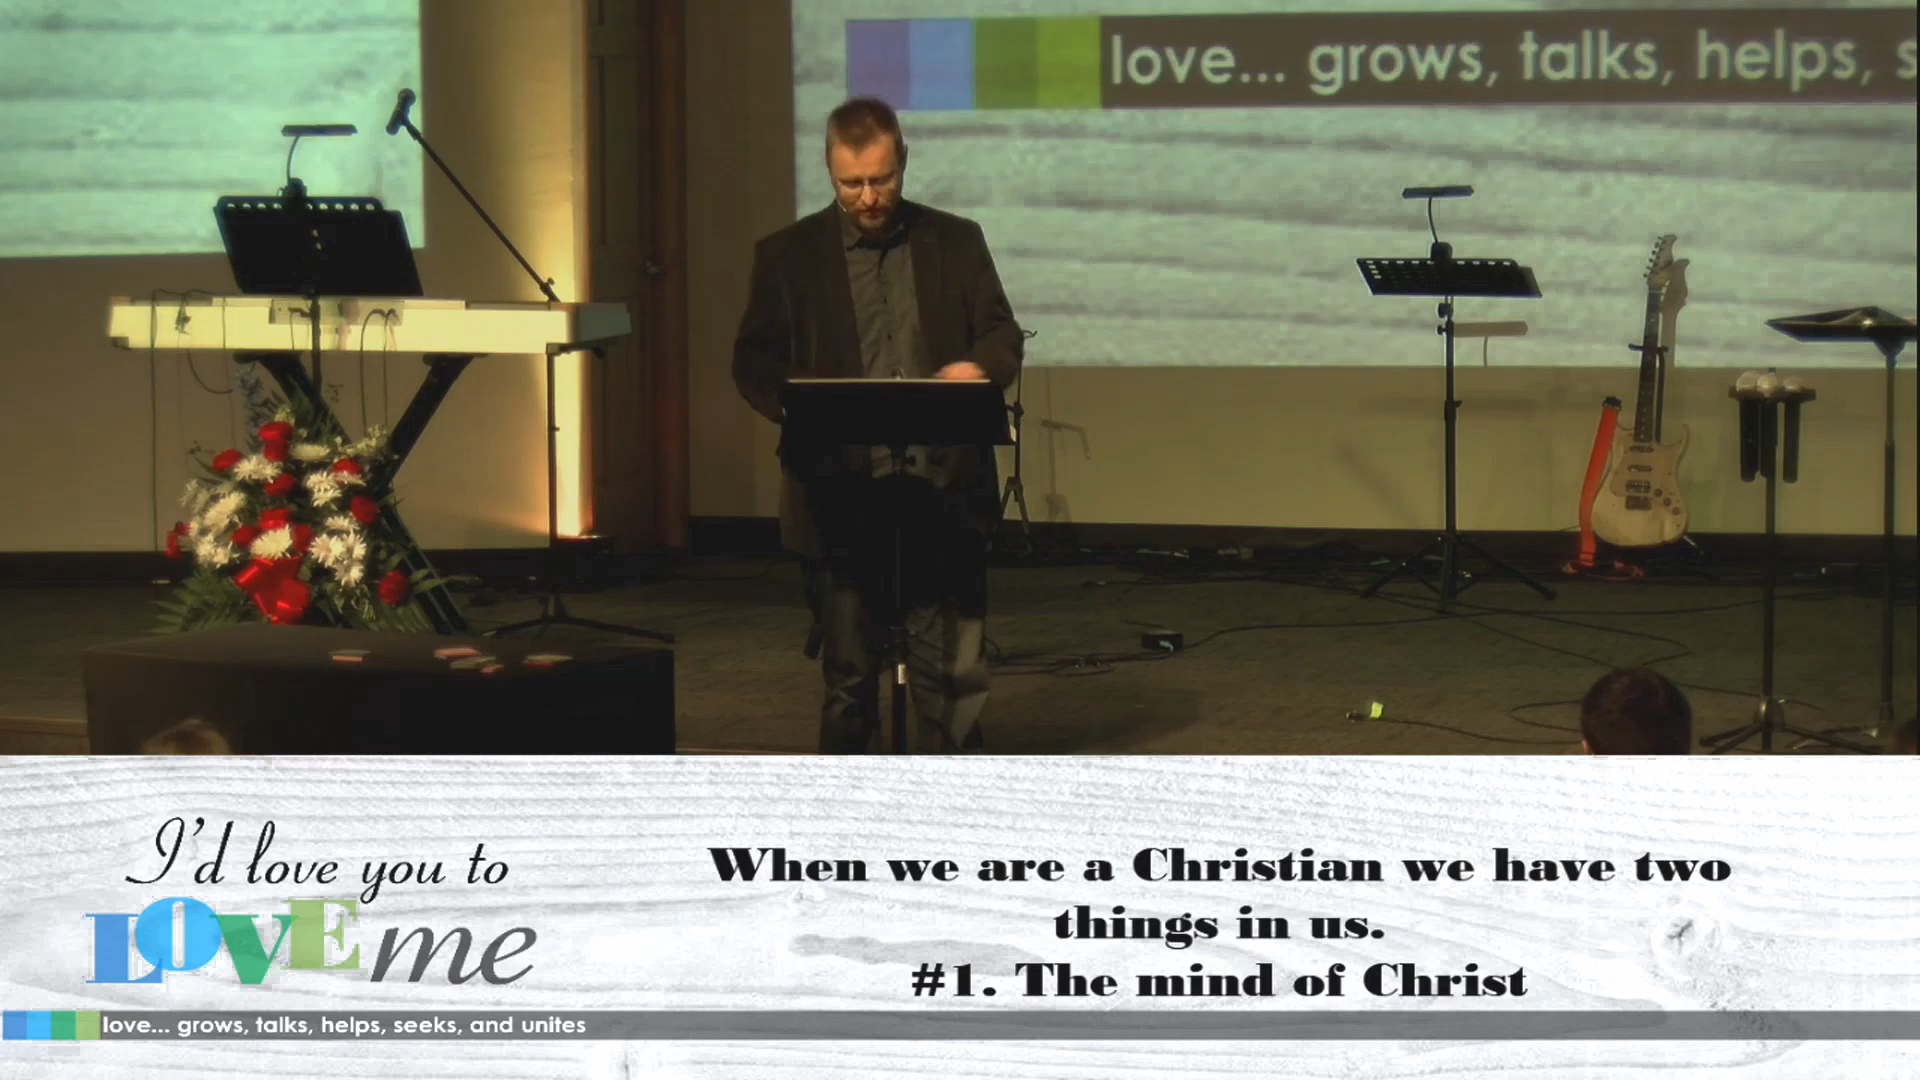 love... grows, talks, helps, s
I'd love you to
LOVE me
love... grows, talks, helps, seeks, and unites
When we are a Christian we have two
things in us.
#1. The mind of Christ